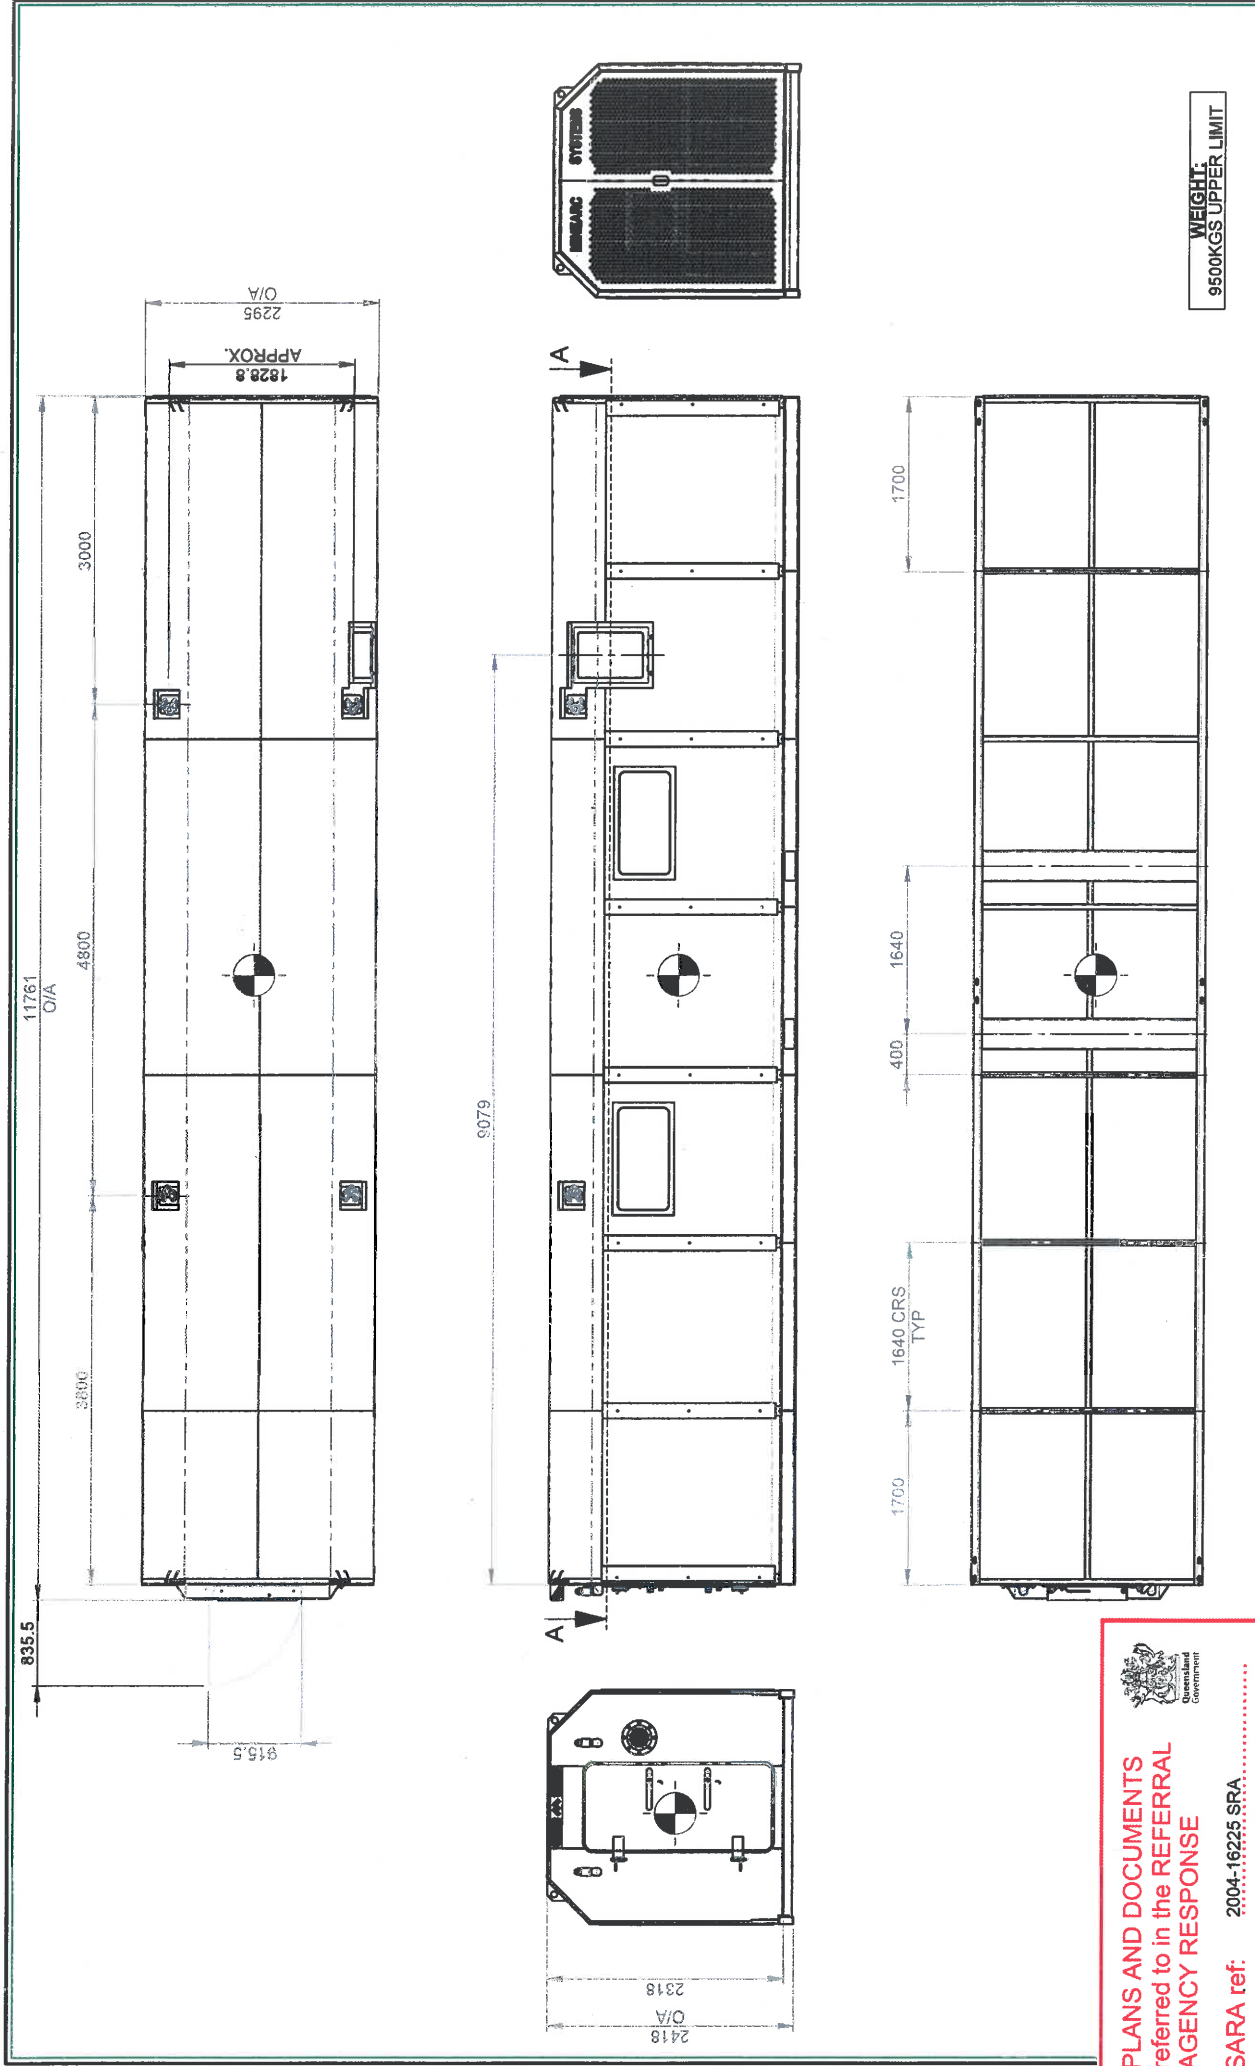 11761
O/A
835.5
3800
4800
3000
2295
O/A
1828.8
APPROX.
915.5
9079
A
A
MINEARC SYSTEMS
2318
2418
O/A
1700
1640 CRS
TYP
400
1640
1700
WEIGHT:
9500KGS UPPER LIMIT
PLANS AND DOCUMENTS
referred to in the REFERRAL
AGENCY RESPONSE
Queensland
Government
SARA ref:
2004-16225 SRA